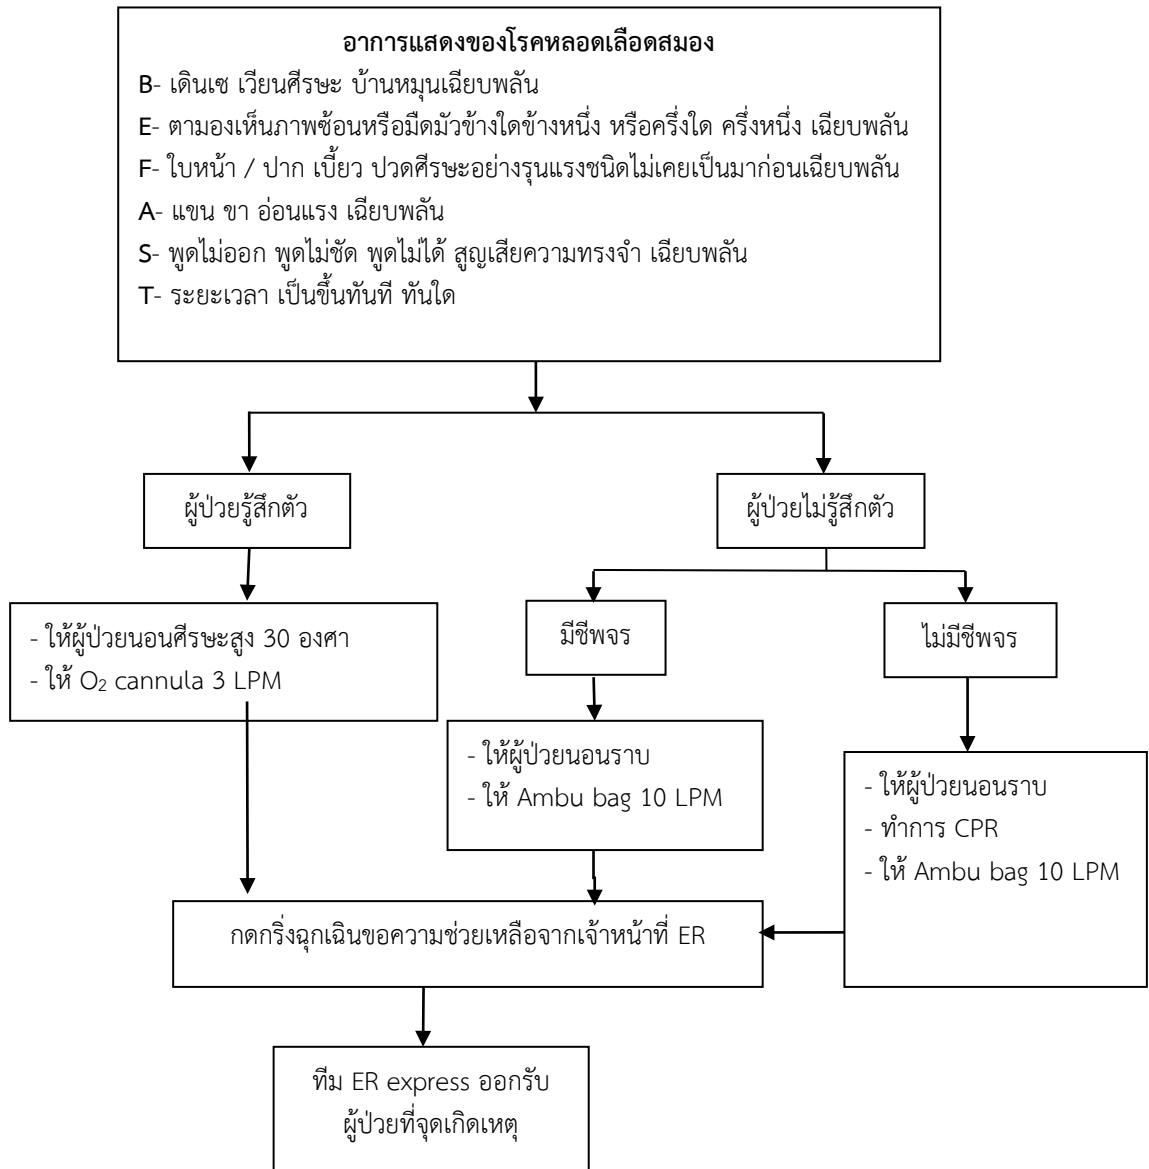 อาการแสดงของโรคหลอดเลือดสมอง
B- เดินเซ เวียนศีรษะ บ้านหมุนเฉียบพลัน
E- ตามองเห็นภาพซ้อนหรือมืดมัวข้างใดข้างหนึ่ง หรือครึ่งใด ครึ่งหนึ่ง เฉียบพลัน
F- ใบหน้า / ปาก เบี้ยว ปวดศีรษะอย่างรุนแรงชนิดไม่เคยเป็นมาก่อนเฉียบพลัน
A- แขน ขา อ่อนแรง เฉียบพลัน
S- พูดไม่ออก พูดไม่ชัด พูดไม่ได้ สูญเสียความทรงจำ เฉียบพลัน
T- ระยะเวลา เป็นขึ้นทันที ทันใด
ผู้ป่วยรู้สึกตัว
ผู้ป่วยไม่รู้สึกตัว
- ให้ผู้ป่วยนอนศีรษะสูง 30 องศา
- ให้ O₂ cannula 3 LPM
มีชีพจร
ไม่มีชีพจร
- ให้ผู้ป่วยนอนราบ
- ให้ Ambu bag 10 LPM
- ให้ผู้ป่วยนอนราบ
- ทำการ CPR
- ให้ Ambu bag 10 LPM
กดกริ่งฉุกเฉินขอความช่วยเหลือจากเจ้าหน้าที่ ER
ทีม ER express ออกรับ
ผู้ป่วยที่จุดเกิดเหตุ